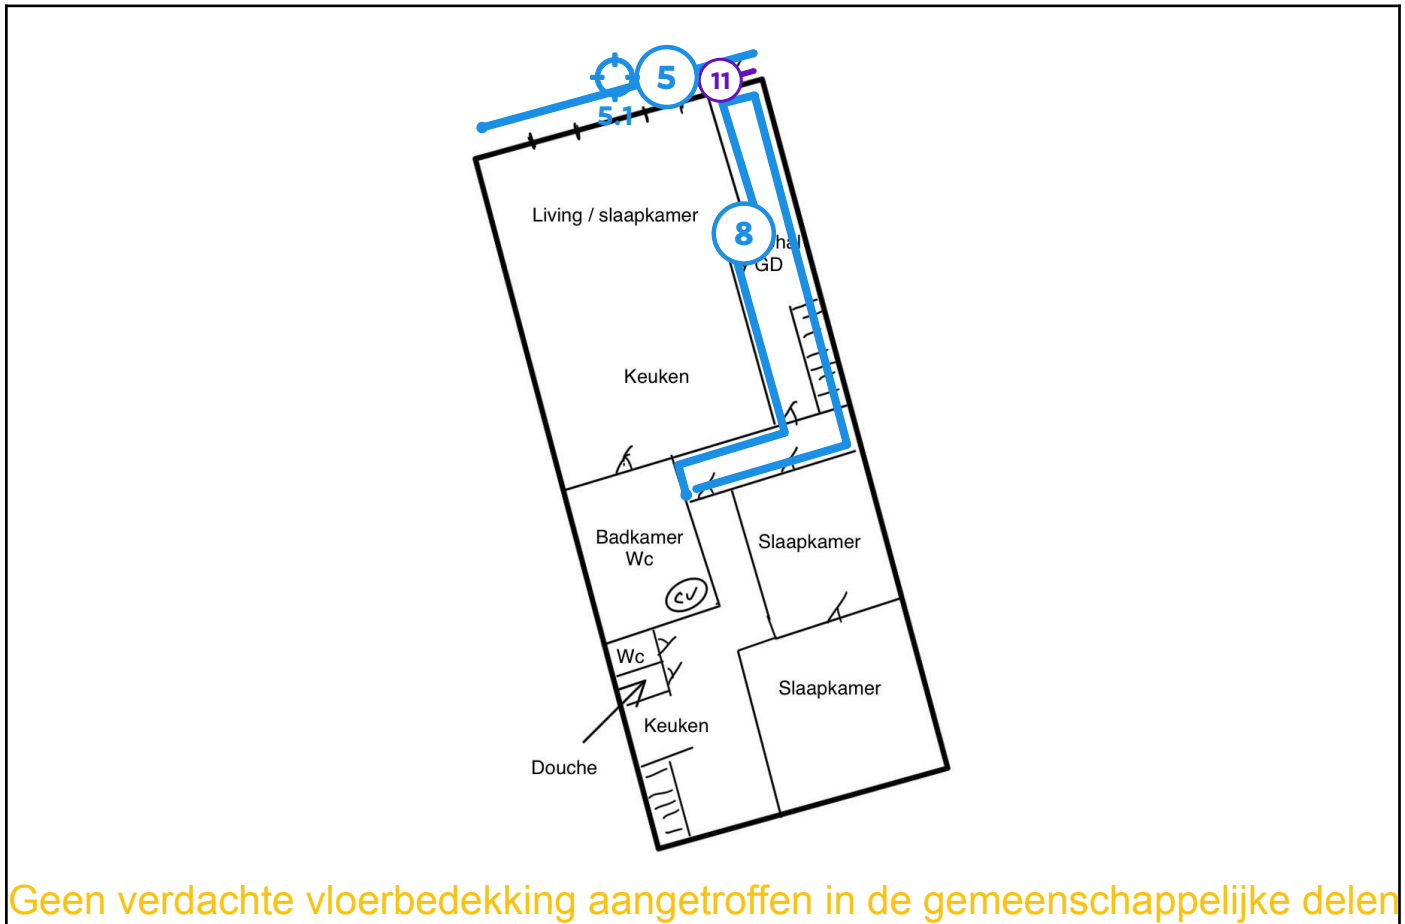 5
11
5.1
Living / slaapkamer
8
hal
GD
Keuken
Badkamer
Wc
Slaapkamer
CV
Wc
Slaapkamer
Keuken
Douche
Geen verdachte vloerbedekking aangetroffen in de gemeenschappelijke delen